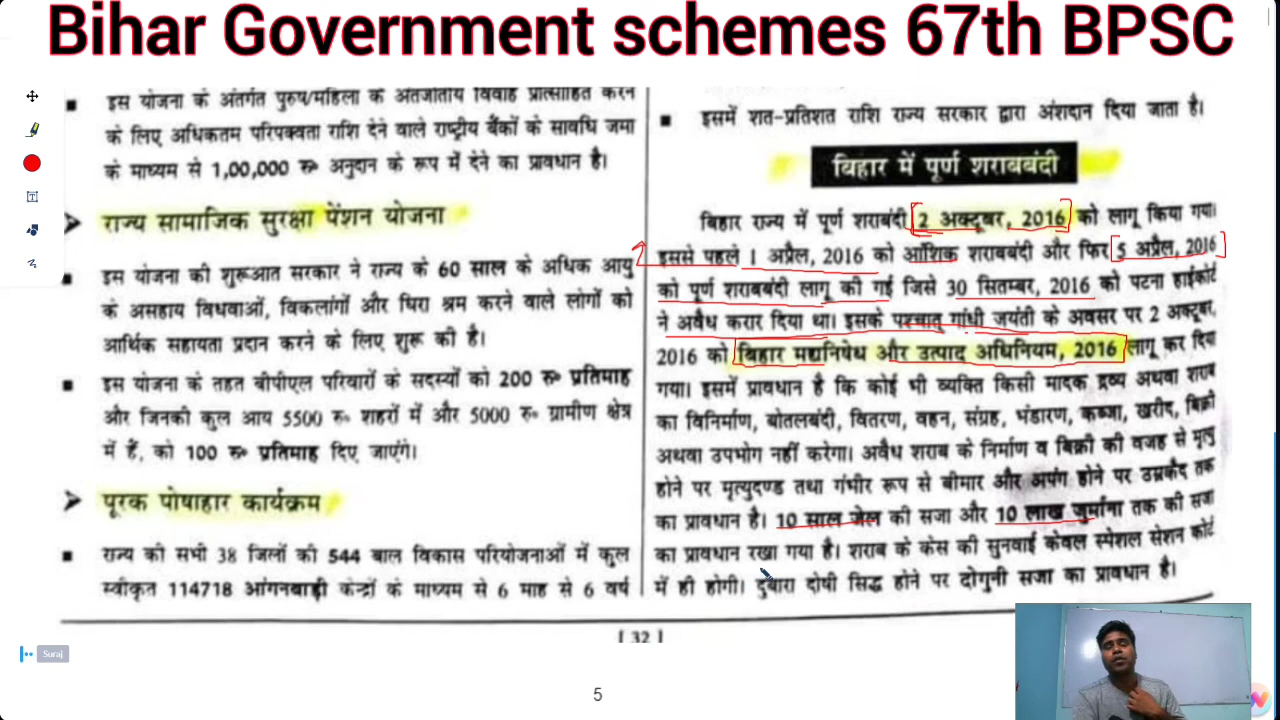 Bihar Government schemes 67th BPSC
इस योजना के अंतर्गत पुरुष/महिला के अंतर्जातीय विवाह प्रोत्साहित करने
के लिए अधिकतम परिपक्वता राशि देने वाले राष्ट्रीय बैंकों के सावधि जमा
के माध्यम से 1,00,000 रु० अनुदान के रूप में देने का प्रावधान है।
राज्य सामाजिक सुरक्षा पेंशन योजना
इस योजना की शुरूआत सरकार ने राज्य के 60 साल के अधिक आयु
के असहाय विधवाओं, विकलांगों और धिरा श्रम करने वाले लोगों को
आर्थिक सहायता प्रदान करने के लिए शुरू की है।
इस योजना के तहत बीपीएल परिवारों के सदस्यों को 200 रु० प्रतिमाह
और जिनकी कुल आय 5500 रु० शहरों में और 5000 रु० ग्रामीण क्षेत्र
में हैं, को 100 रु० प्रतिमाह दिए जाएंगे।
पूरक पोषाहार कार्यक्रम
राज्य की सभी 38 जिलों की 544 बाल विकास परियोजनाओं में कुल
स्वीकृत 114718 आंगनबाड़ी केन्द्रों के माध्यम से 6 माह से 6 वर्ष
इसमें शत-प्रतिशत राशि राज्य सरकार द्वारा अंशदान दिया जाता है।
बिहार में पूर्ण शराबबंदी
बिहार राज्य में पूर्ण शराबंदी 2 अक्टूबर, 2016 को लागू किया गया।
इससे पहले 1 अप्रैल, 2016 को आंशिक शराबबंदी और फिर 5 अप्रैल, 2016
को पूर्ण शराबबंदी लागू की गई जिसे 30 सितम्बर, 2016 को पटना हाईकोर्ट
ने अवैध करार दिया था। इसके पश्चात् गांधी जयंती के अवसर पर 2 अक्टूबर,
2016 को बिहार मद्यनिषेध और उत्पाद अधिनियम, 2016 लागू कर दिया
गया। इसमें प्रावधान है कि कोई भी व्यक्ति किसी मादक द्रव्य अथवा शराब
का विनिर्माण, बोतलबंदी, वितरण, वहन, संग्रह, भंडारण, कब्जा, खरीद, बिक्री
अथवा उपभोग नहीं करेगा। अवैध शराब के निर्माण व बिक्री की वजह से मृत्यु
होने पर मृत्युदण्ड तथा गंभीर रूप से बीमार और अपंग होने पर उम्रकैद तक
का प्रावधान है। 10 साल जेल की सजा और 10 लाख जुर्माना तक की सजा
का प्रावधान रखा गया है। शराब के केस की सुनवाई केवल स्पेशल सेशन कोर्ट
में ही होगी। दुबारा दोषी सिद्ध होने पर दोगुनी सजा का प्रावधान है।
[ 32 ]
Suraj
5